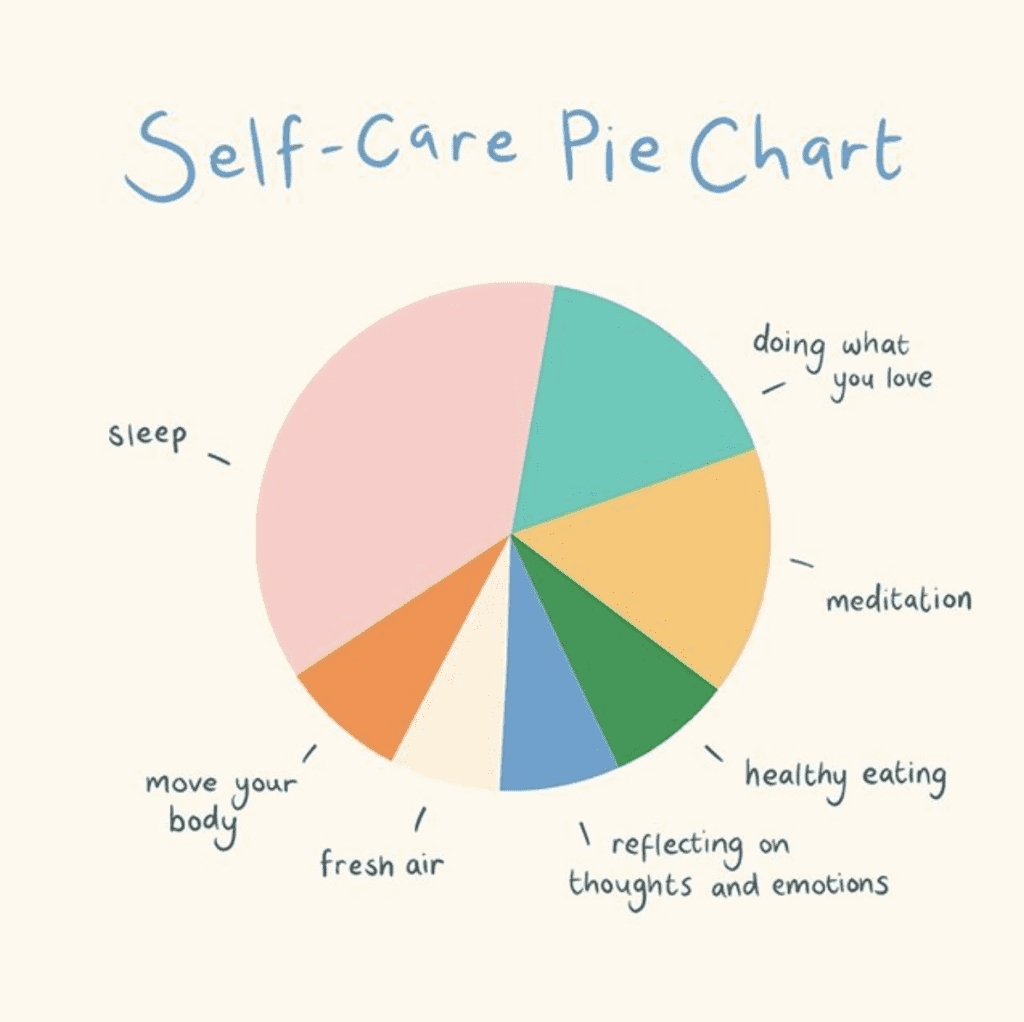 Self-Care Pie Chart
doing what
you love
sleep
meditation
healthy eating
move your
body
fresh air
reflecting on
thoughts and emotions